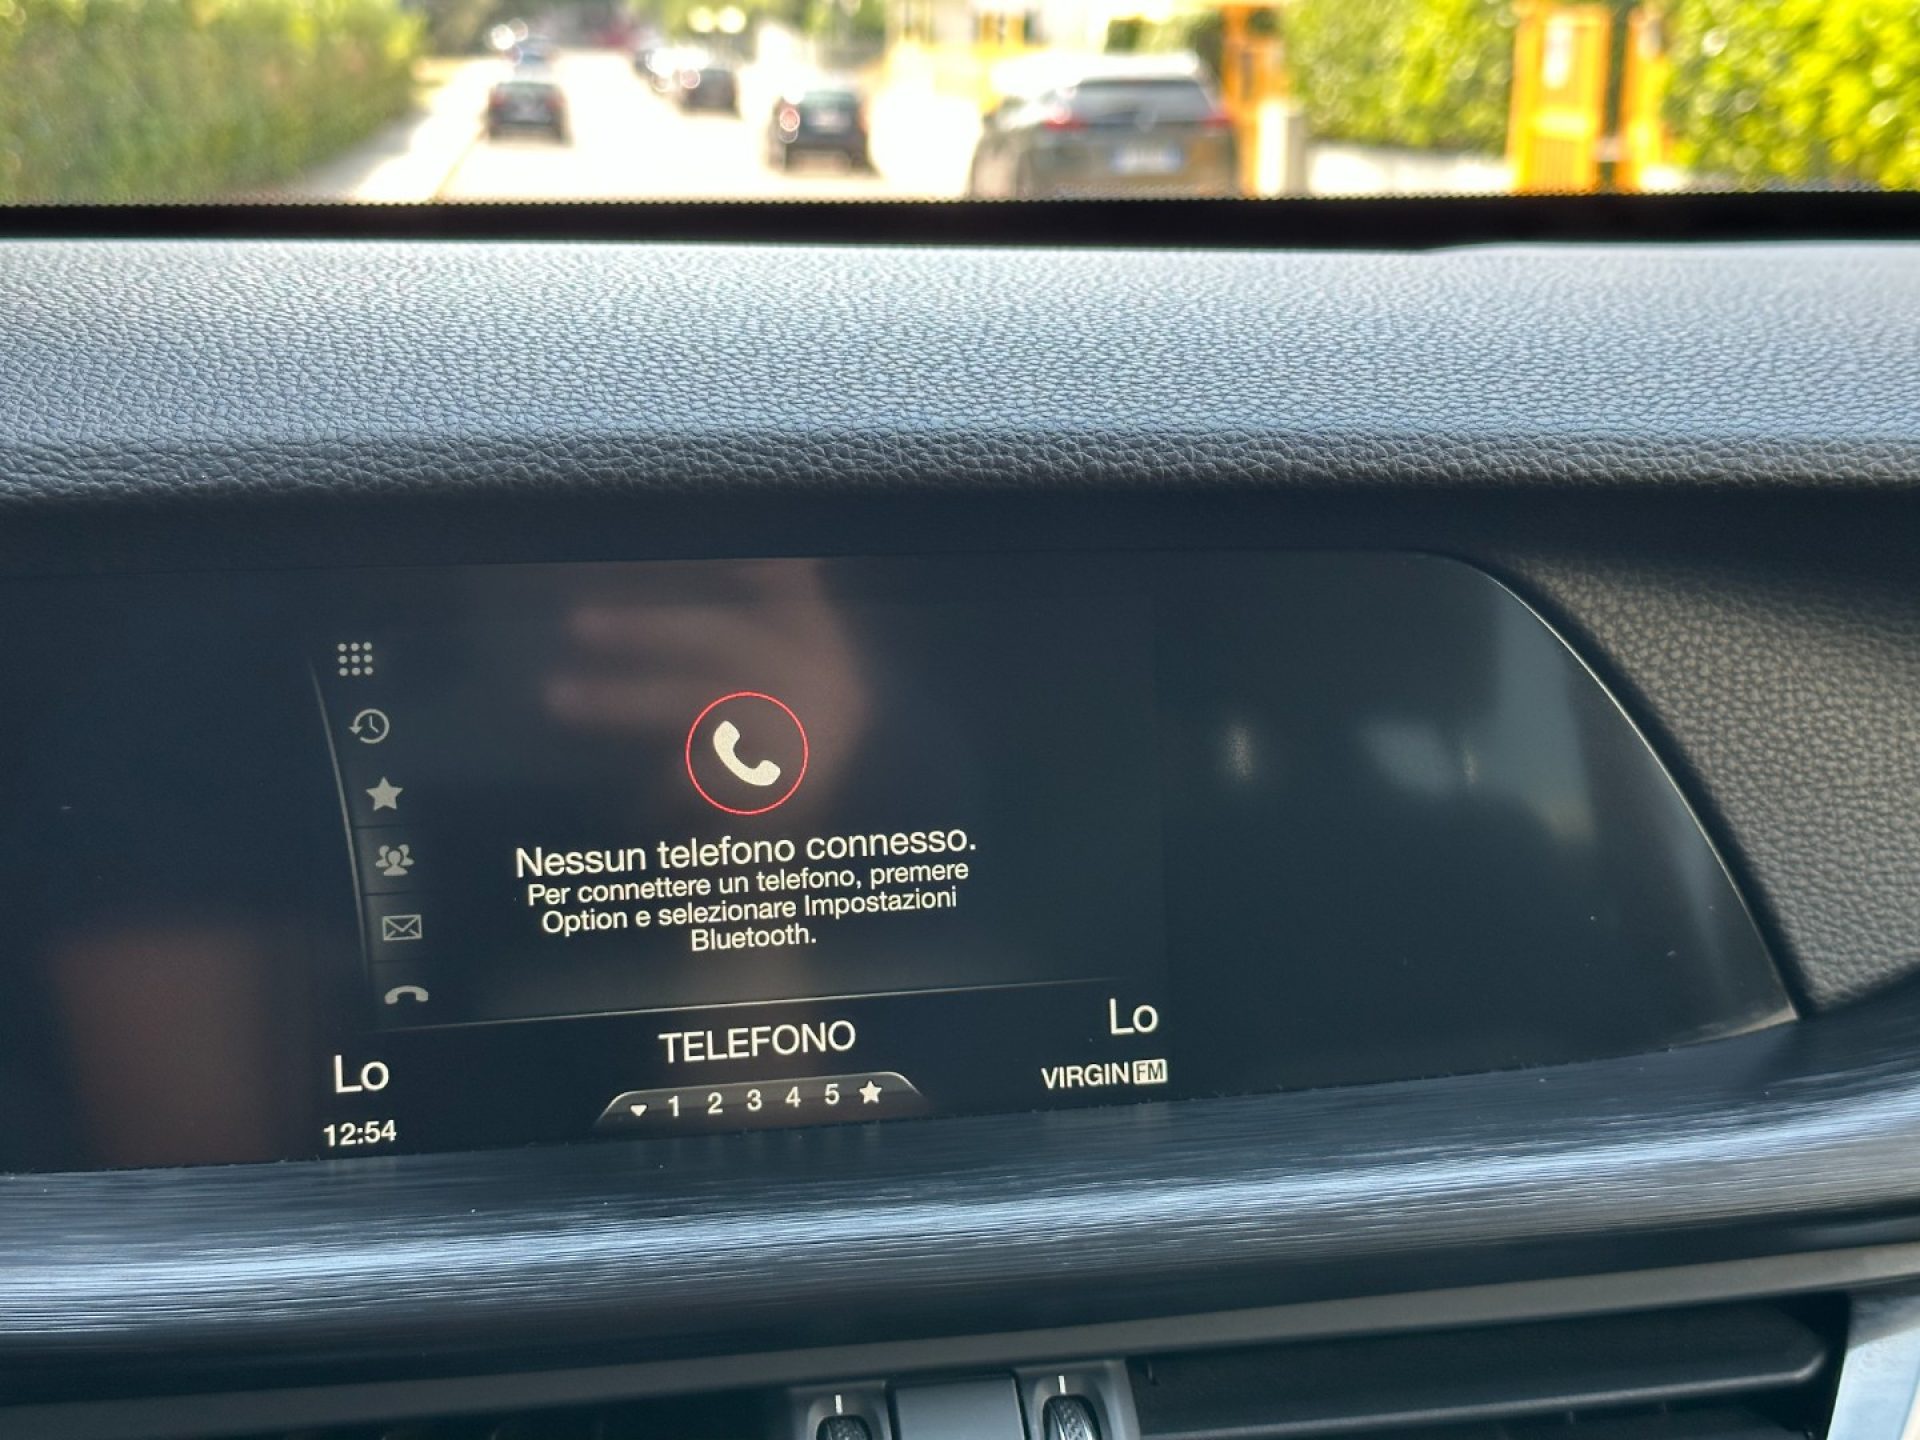 Nessun telefono connesso.
Per connettere un telefono, premere
Option e selezionare Impostazioni
Bluetooth.
TELEFONO
Lo
Lo
1 2 3 4 5
VIRGIN FM
12:54